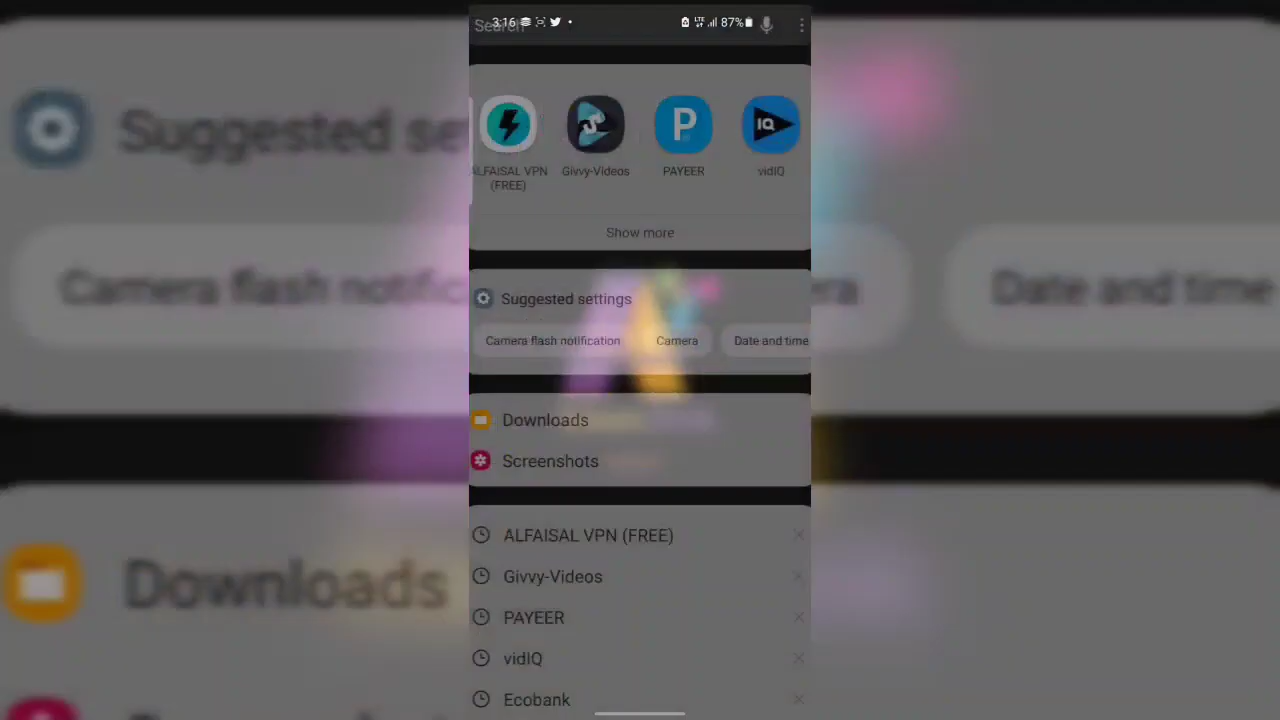 Search
3:16
87%
ALFAISAL VPN
(FREE)
Givvy-Videos
PAYEER
vidIQ
Show more
Suggested settings
Camera flash notification
Camera
Date and time
Downloads
Screenshots
ALFAISAL VPN (FREE)
Givvy-Videos
PAYEER
vidIQ
Ecobank
Suggested se
Camera flash notific
era
Date and time
Downloads